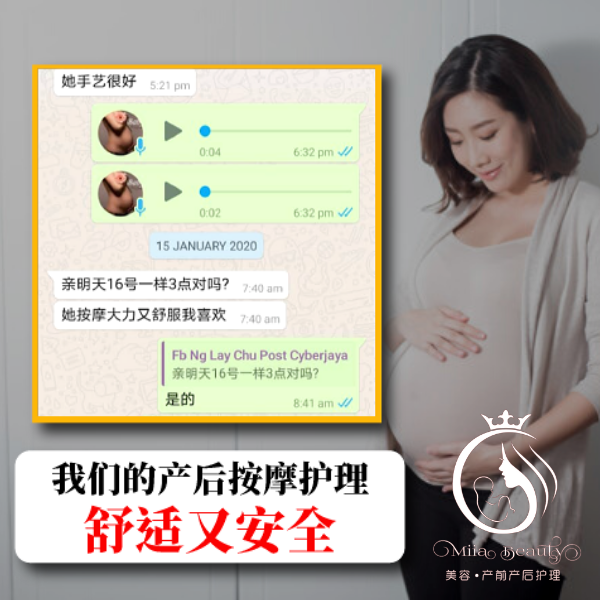 她手艺很好 5:21 pm
0:04 6:32 pm
0:02 6:32 pm
15 JANUARY 2020
亲明天16号一样3点对吗? 7:40 am
她按摩大力又舒服我喜欢 7:40 am
Fb Ng Lay Chu Post Cyberjaya
亲明天16号一样3点对吗?
是的 8:41 am
我们的产后按摩护理
舒适又安全
Miia Beauty
美容•产前产后护理